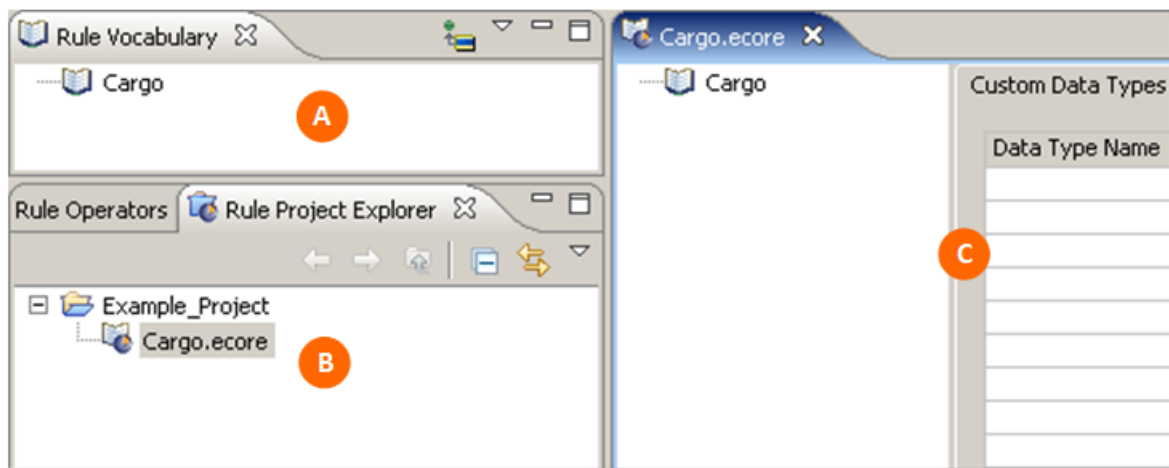 Rule Vocabulary
Cargo
A
Rule Operators
Rule Project Explorer
Example_Project
Cargo.ecore
B
Cargo.ecore
Cargo
Custom Data Types
Data Type Name
C